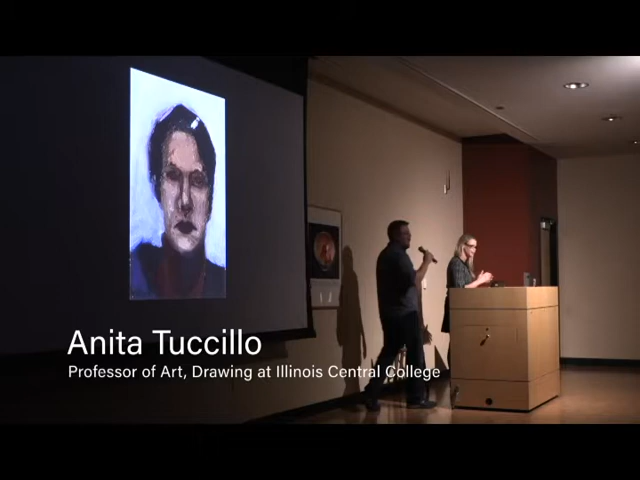 Anita Tuccillo
Professor of Art, Drawing at Illinois Central College